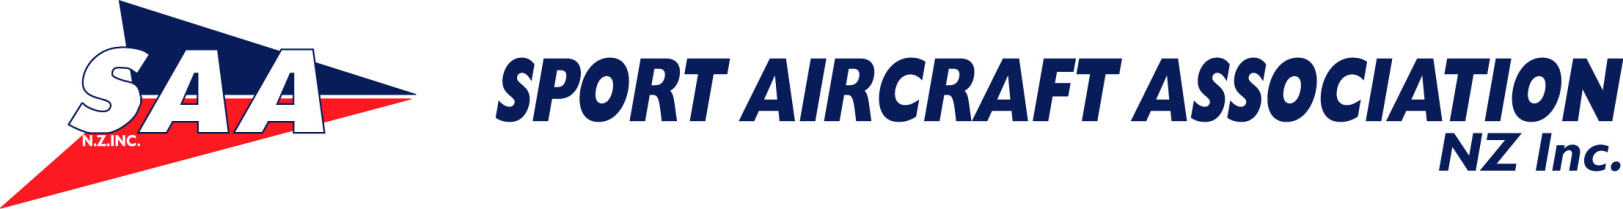 SAA
N.Z.INC.
SPORT AIRCRAFT ASSOCIATION
NZ Inc.